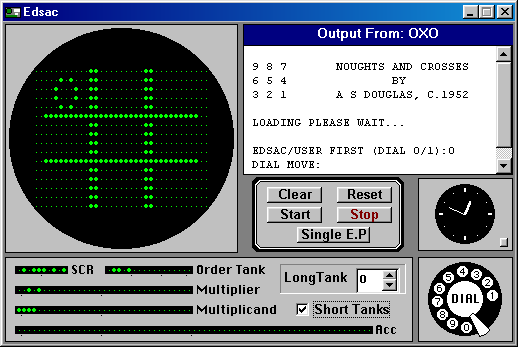 Edsac
Output From: OXO
9 8 7 NOUGHTS AND CROSSES
6 5 4 BY
3 2 1 A S DOUGLAS, C.1952
LOADING PLEASE WAIT...
EDSAC/USER FIRST (DIAL 0/1):0
DIAL MOVE:
Clear Reset
Start Stop
Single E.P
SCR Order Tank
LongTank 0
Multiplier
Multiplicand
Short Tanks
Acc
DIAL
1
2
3
4
5
6
7
8
9
0